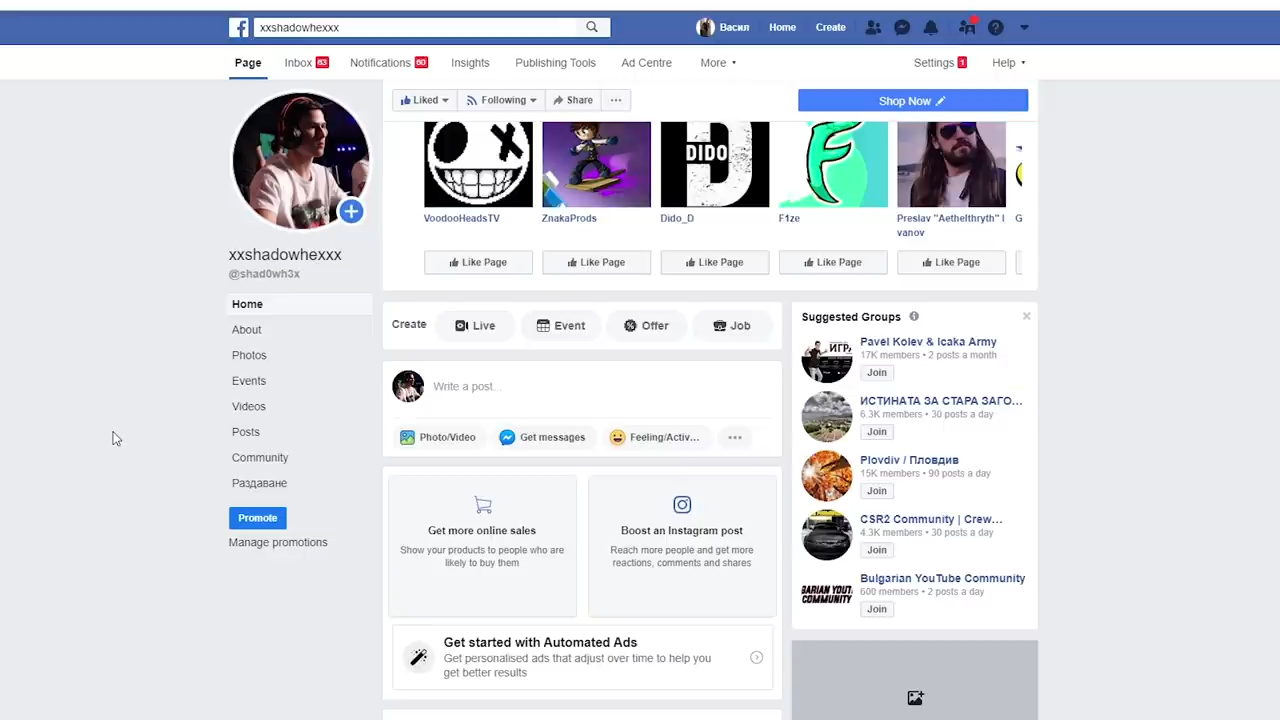 xxshadowhexxx
Васил
Home
Create
Page
Inbox 63
Notifications 60
Insights
Publishing Tools
Ad Centre
More
Settings 1
Help
Liked
Following
Share
Shop Now
DIDO
VoodooHeadsTV
ZnakaProds
Dido_D
F1ze
Preslav "Aethelthryth" I
vanov
G
Like Page
Like Page
Like Page
Like Page
Like Page
xxshadowhexxx
@shad0wh3x
Home
About
Photos
Events
Videos
Posts
Community
Раздаване
Promote
Manage promotions
Create
Live
Event
Offer
Job
Write a post...
Photo/Video
Get messages
Feeling/Activ...
Get more online sales
Show your products to people who are
likely to buy them
Boost an Instagram post
Reach more people and get more
reactions, comments and shares
Get started with Automated Ads
Get personalised ads that adjust over time to help you
get better results
Suggested Groups
ИГРА
Pavel Kolev & Icaka Army
17K members • 2 posts a month
Join
ИСТИНАТА ЗА СТАРА ЗАГО...
6.3K members • 30 posts a day
Join
Plovdiv / Пловдив
15K members • 90 posts a day
Join
CSR2 Community | Crew...
4.3K members • 30 posts a day
Join
Bulgarian YouTube Community
600 members • 2 posts a day
Join
GARIAN YOUT
COMMUNITY